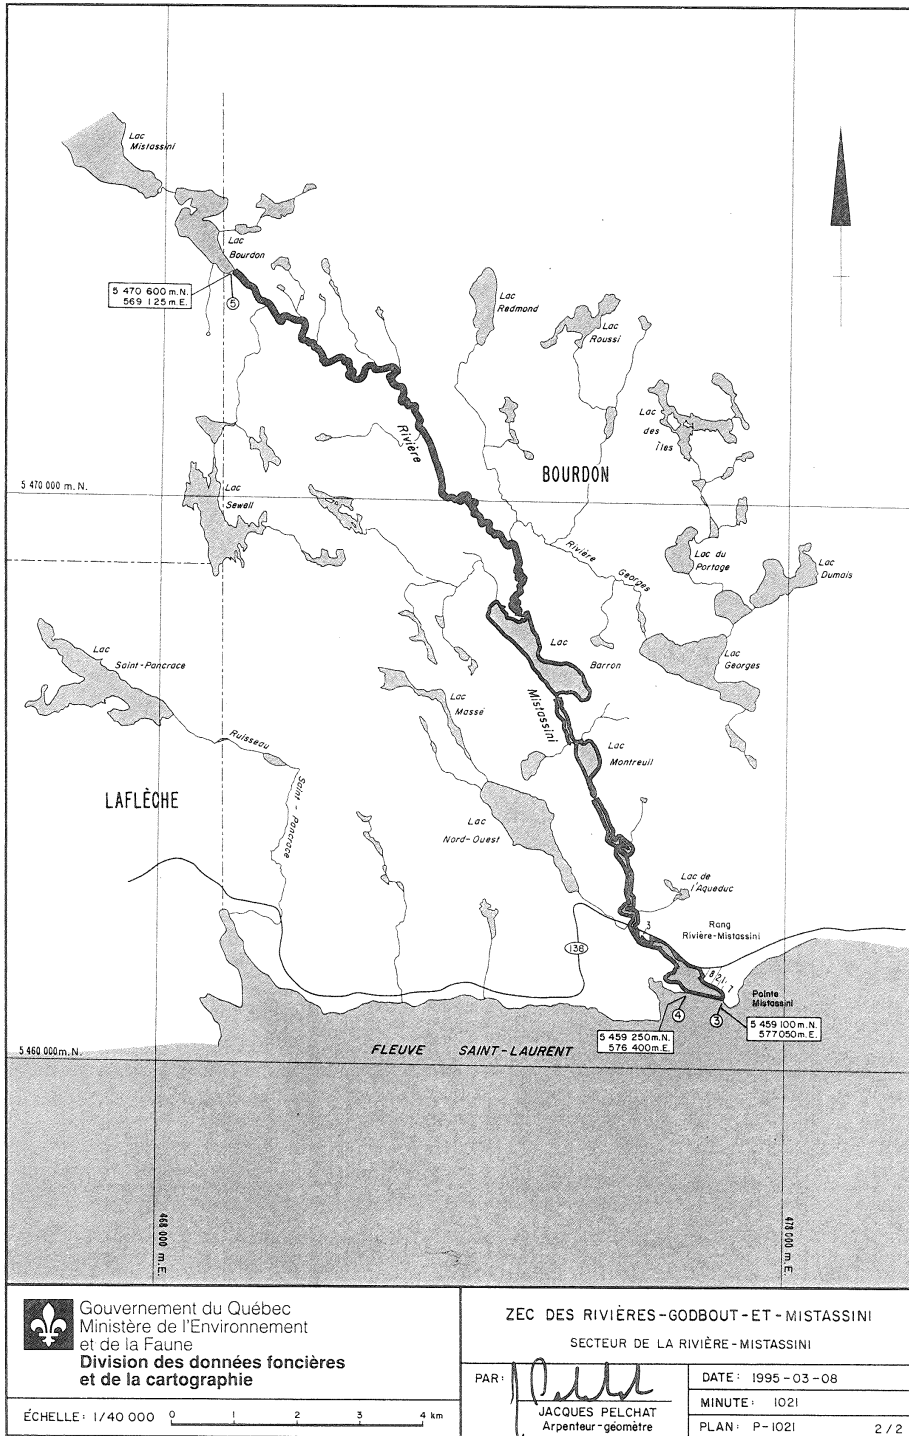 Lac
Mistassini
Lac
Bourdon
5 470 600 m.N.
569 125 m.E.
5
Lac
Redmond
Lac
Roussi
Lac
des
Îles
Rivière
BOURDON
5 470 000 m. N.
Lac
Sewell
Rivière
Georges
Lac du
Portage
Lac
Dumais
Lac
Saint-Pancrace
Lac
Barron
Lac
Georges
Lac
Massé
Mistassini
Ruisseau
Saint-Pancrace
Lac
Montreuil
LAFLÈCHE
Lac
Nord-Ouest
Lac de
l'Aqueduc
3
Rang
Rivière-Mistassini
138
Pointe
Mistassini
4
3
5 459 100 m.N.
577 050 m.E.
5 459 250 m.N.
576 400 m.E.
5 460 000 m. N.
FLEUVE SAINT-LAURENT
468 000 m.E.
478 000 m.E.
Gouvernement du Québec
Ministère de l'Environnement
et de la Faune
Division des données foncières
et de la cartographie
ÉCHELLE: 1/40 000 0 1 2 3 4 km
ZEC DES RIVIÈRES-GODBOUT-ET-MISTASSINI
SECTEUR DE LA RIVIÈRE-MISTASSINI
PAR:
JACQUES PELCHAT
Arpenteur-géomètre
DATE: 1995-03-08
MINUTE: 1021
PLAN: P-1021 2/2